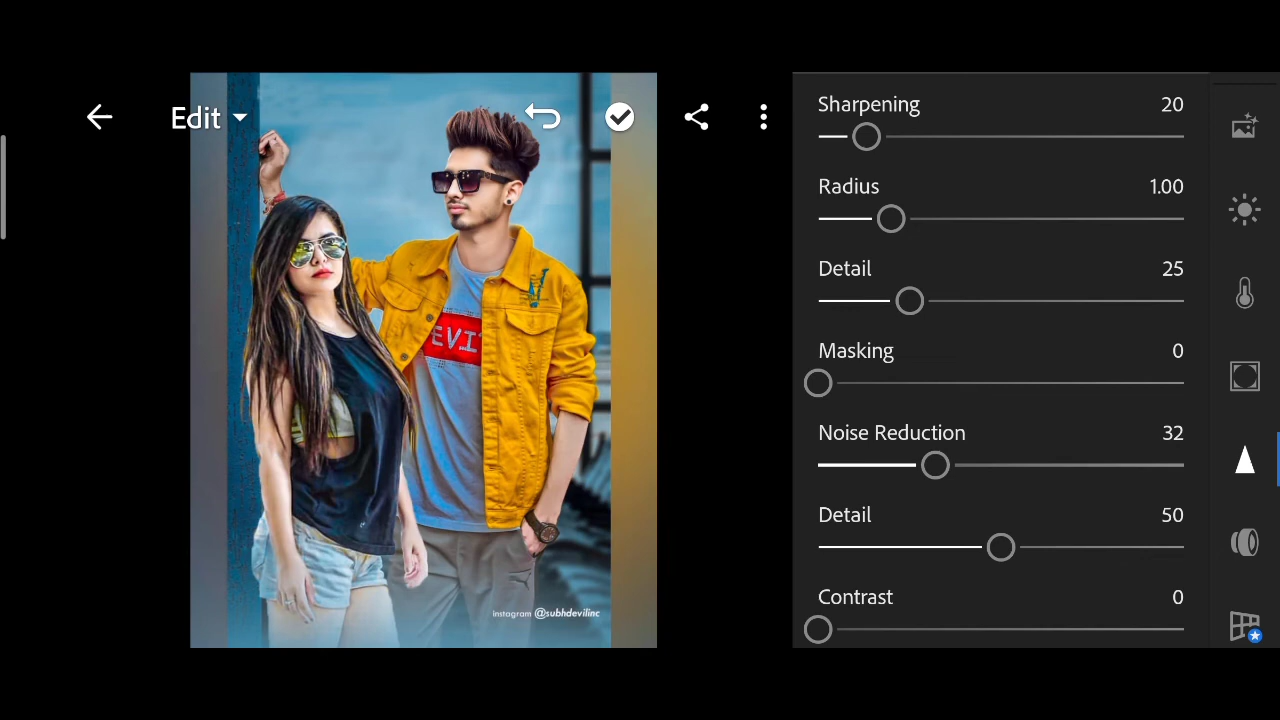 Edit
Sharpening 20
Radius 1.00
Detail 25
Masking 0
Noise Reduction 32
Detail 50
Contrast 0
EVI
instagram @subhdevilinc